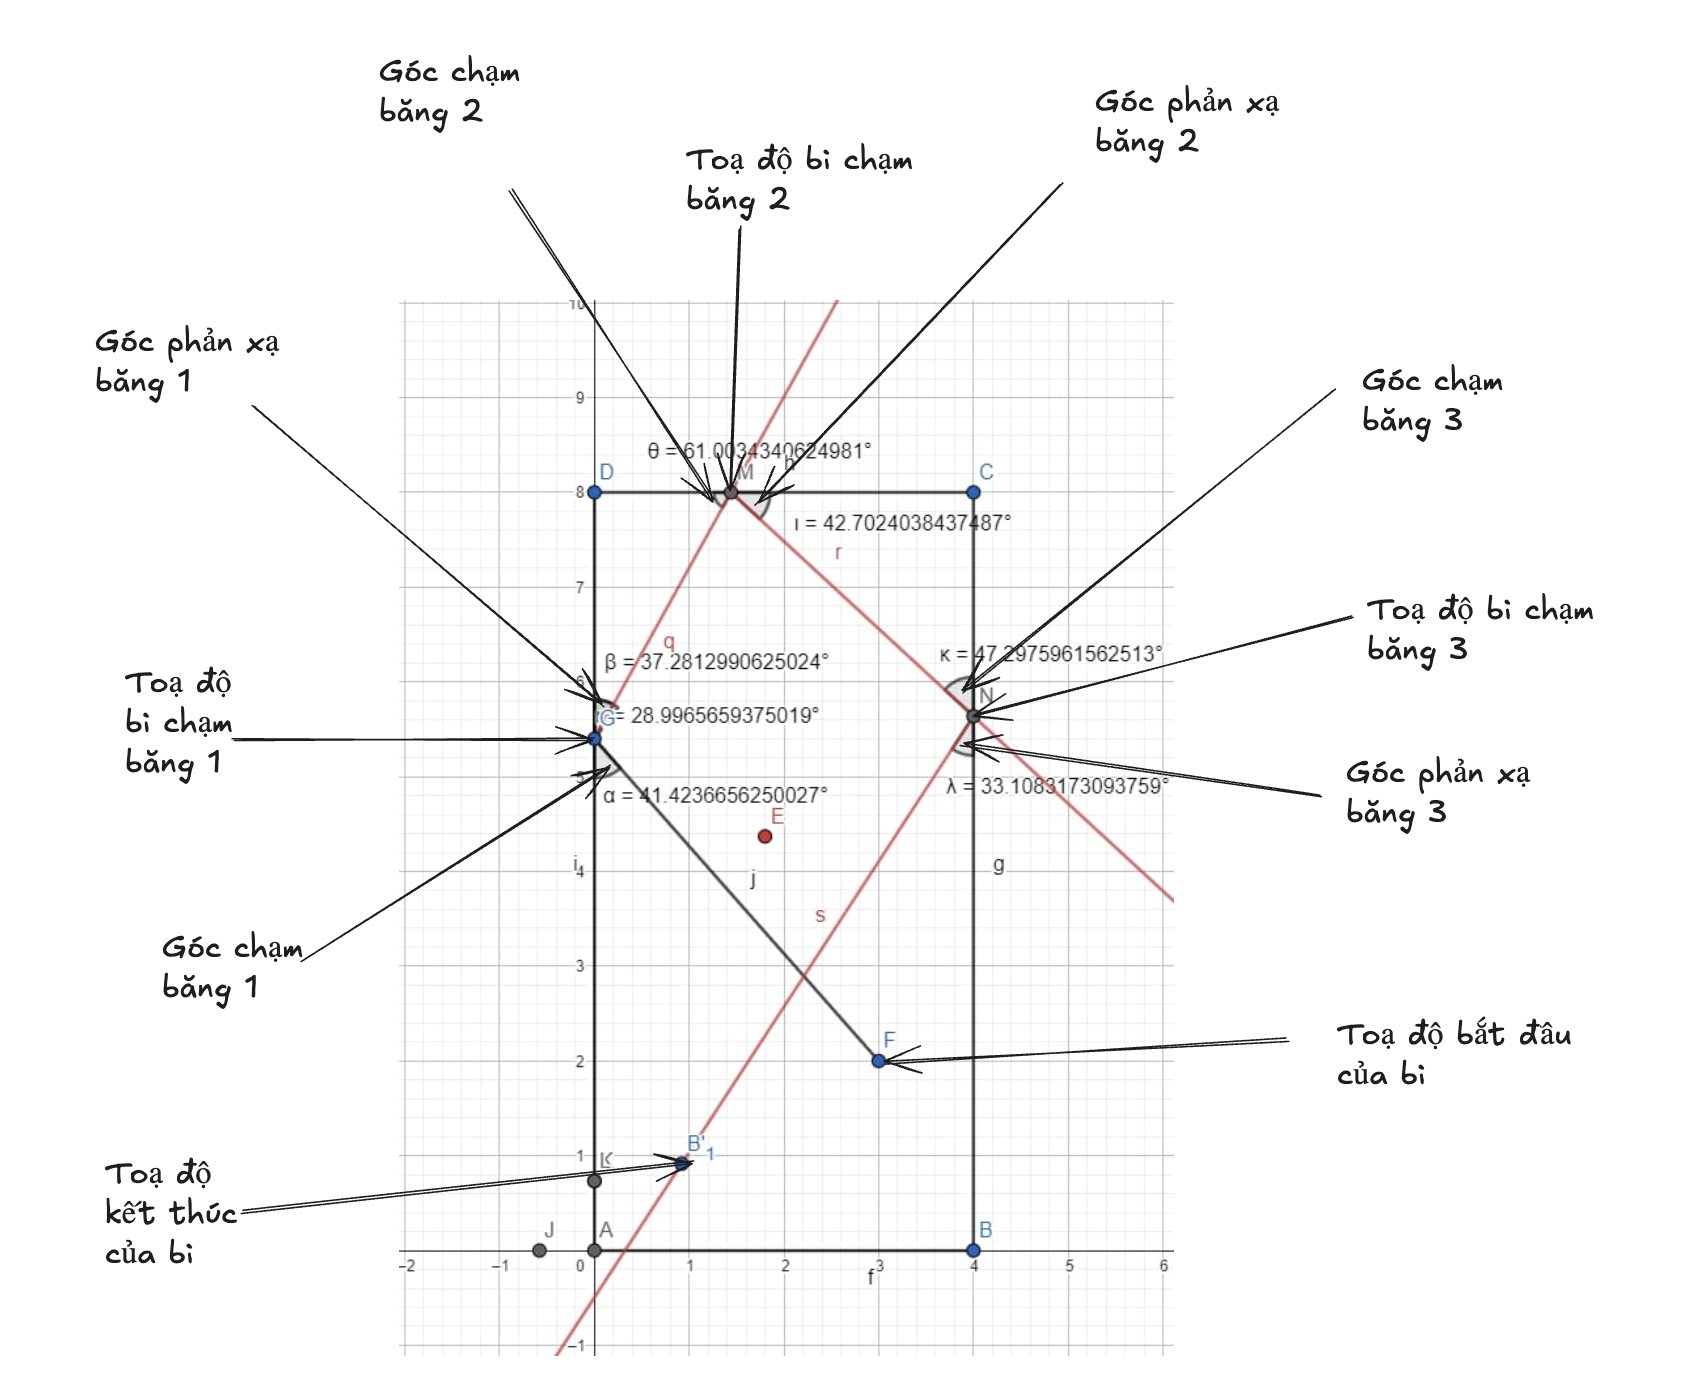 Góc chạm
băng 2
Góc phản xạ
băng 2
Toạ độ bi chạm
băng 2
Góc phản xạ
băng 1
Góc chạm
băng 3
Toạ độ bi chạm
băng 3
Toạ độ
bi chạm
băng 1
Góc phản xạ
băng 3
Góc chạm
băng 1
Toạ độ bắt đâu
của bi
Toạ độ
kết thúc
của bi
10
9
θ = 61.0034340624981°
D
M
h
C
8
ι = 42.7024038437487°
r
7
q
κ = 47.2975961562513°
β = 37.2812990625024°
6
N
G
= 28.9965659375019°
5
α = 41.4236656250027°
λ = 33.1083173093759°
E
i
4
j
g
s
3
F
2
B'1
1
K
J
A
B
-2
-1
0
1
2
3
4
5
6
f
-1